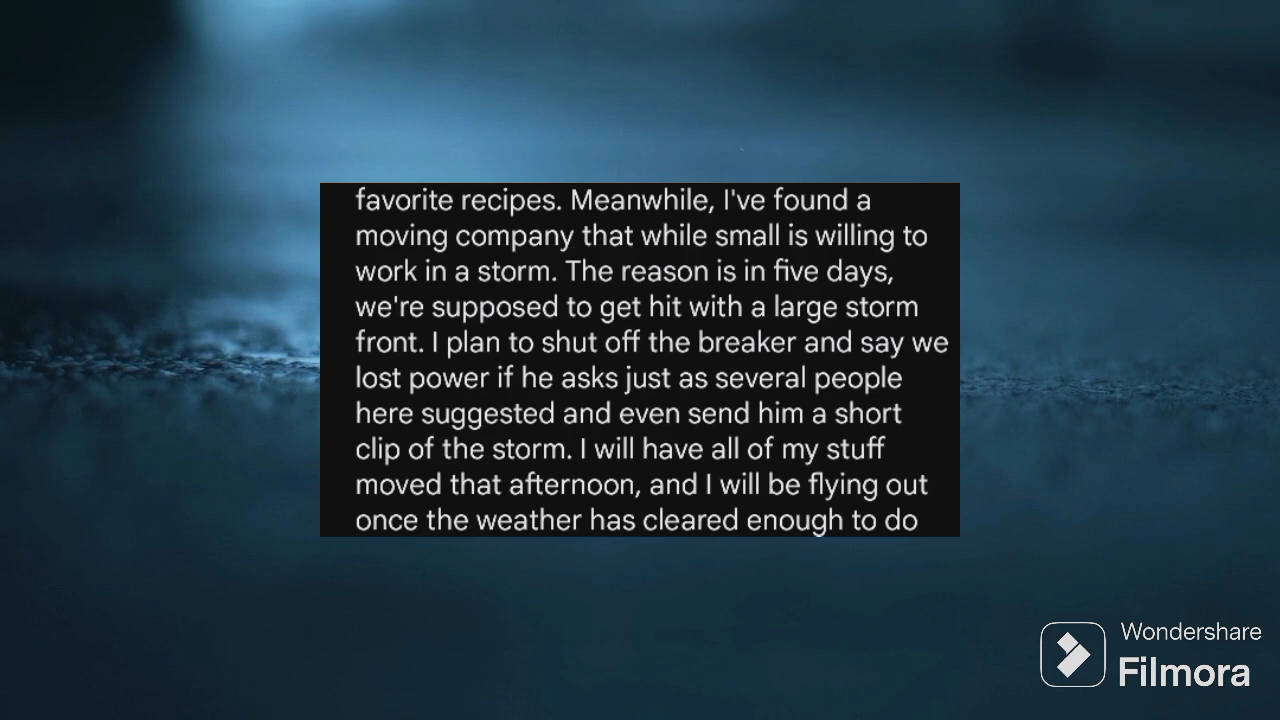 favorite recipes. Meanwhile, I've found a
moving company that while small is willing to
work in a storm. The reason is in five days,
we're supposed to get hit with a large storm
front. I plan to shut off the breaker and say we
lost power if he asks just as several people
here suggested and even send him a short
clip of the storm. I will have all of my stuff
moved that afternoon, and I will be flying out
once the weather has cleared enough to do
Wondershare
Filmora